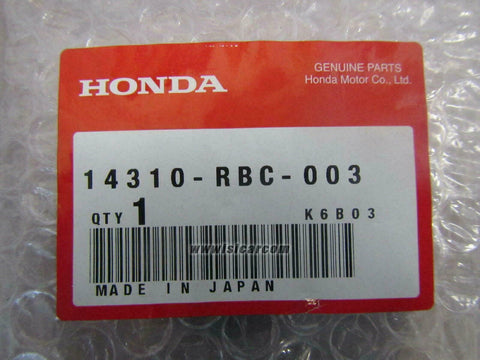 HONDA
GENUINE PARTS
Honda Motor Co., Ltd.
14310-RBC-003
QTY 1
K6B03
www.isicar.com
MADE IN JAPAN